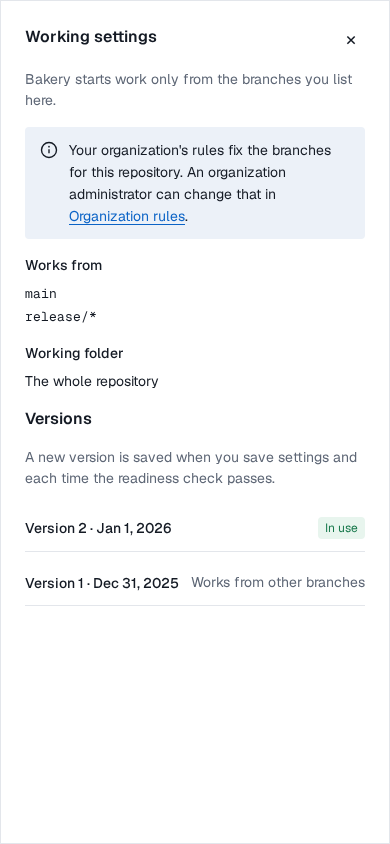 Working settings
Bakery starts work only from the branches you list
here.
Your organization's rules fix the branches
for this repository. An organization
administrator can change that in
Organization rules.
Works from
main
release/*
Working folder
The whole repository
Versions
A new version is saved when you save settings and
each time the readiness check passes.
Version 2 · Jan 1, 2026 In use
Version 1 · Dec 31, 2025 Works from other branches